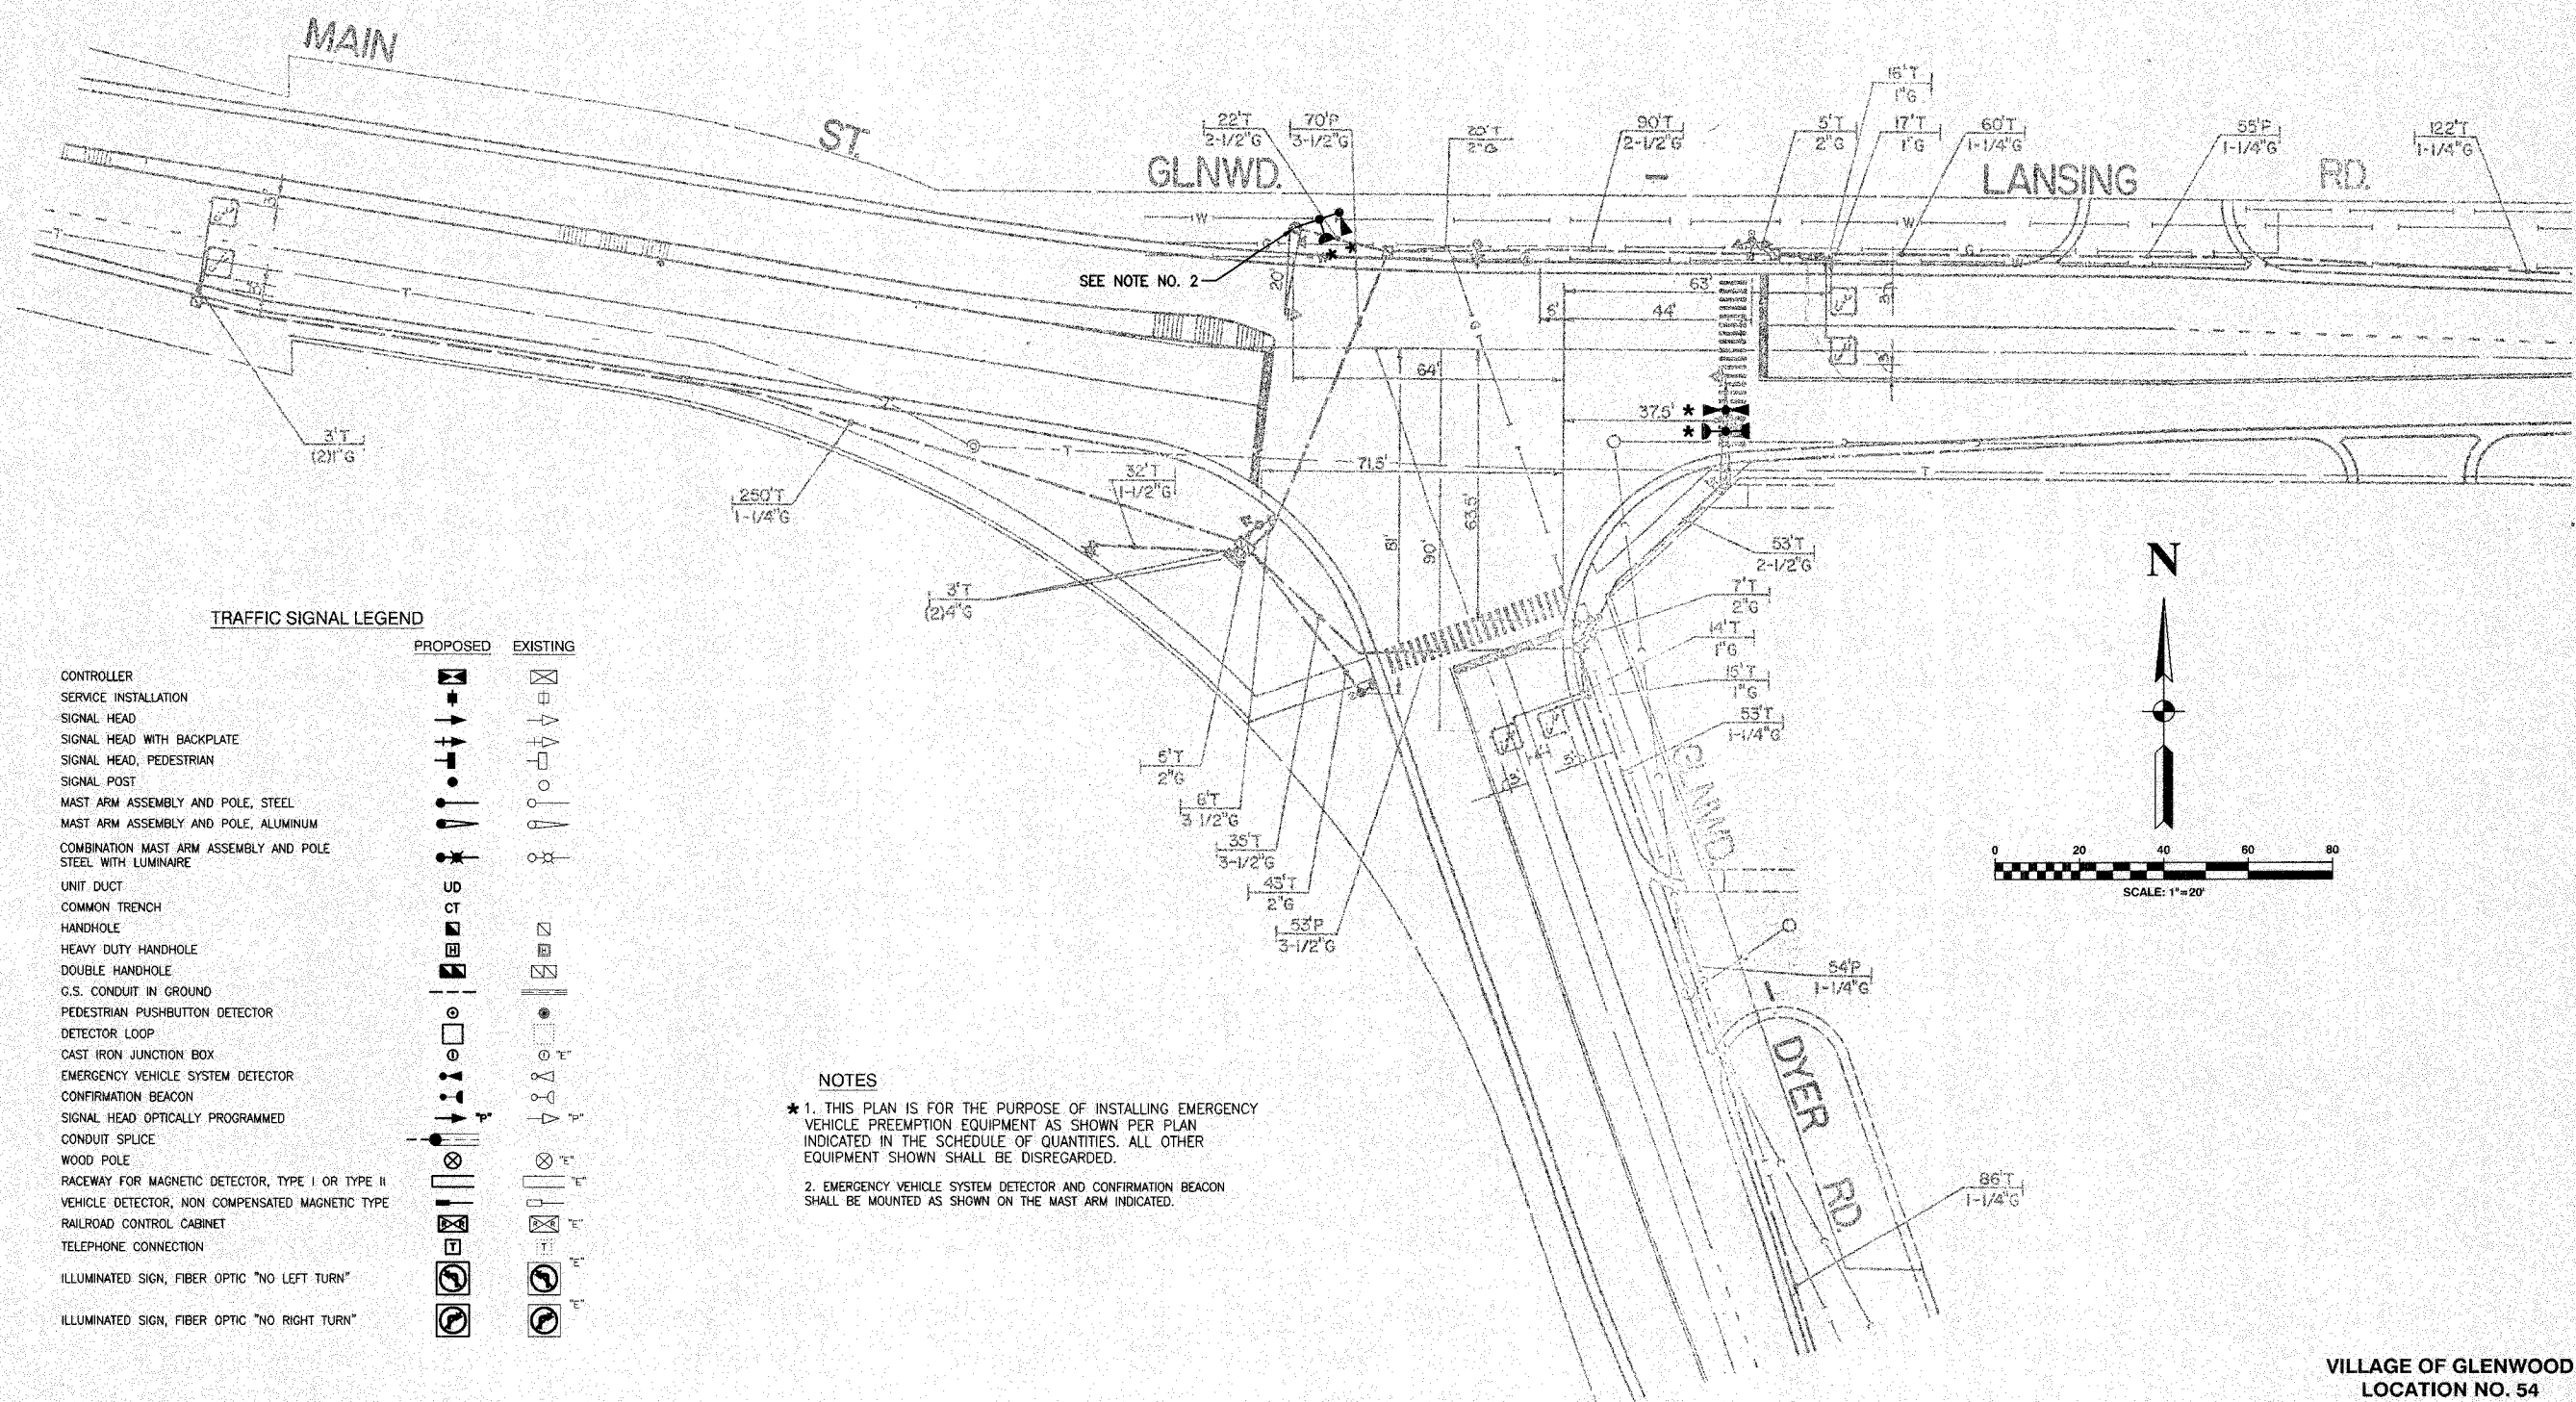 MAIN
ST.
GLNWD. - LANSING RD.
22'T
2-1/2"G
70'P
3-1/2"G
20'T
2"G
90'T
2-1/2"G
5'T
2"G
16'T
1"G
17'T
1"G
60'T
1-1/4"G
55'P
1-1/4"G
122'T
1-1/4"G
W
W
G
SEE NOTE NO. 2
20'
63'
6'
44'
64'
37.5'
*
*
71.5'
63.5'
81'
90'
T
T
T
3'T
(2)1"G
250'T
1-1/4"G
32'T
1-1/2"G
3'T
(2)4"G
53'T
2-1/2"G
7'T
2"G
14'T
1"G
15'T
1"G
53'T
1-1/4"G
5'T
2"G
6'T
3 1/2"G
35'T
3-1/2"G
43'T
2"G
53'P
3-1/2"G
54'P
1-1/4"G
86'T
1-1/4"G
GLNWD. - DYER RD.
N
0 20 40 60 80
SCALE: 1"=20'
TRAFFIC SIGNAL LEGEND
PROPOSED EXISTING
CONTROLLER
SERVICE INSTALLATION
SIGNAL HEAD
SIGNAL HEAD WITH BACKPLATE
SIGNAL HEAD, PEDESTRIAN
SIGNAL POST
MAST ARM ASSEMBLY AND POLE, STEEL
MAST ARM ASSEMBLY AND POLE, ALUMINUM
COMBINATION MAST ARM ASSEMBLY AND POLE
STEEL WITH LUMINAIRE
UNIT DUCT UD
COMMON TRENCH CT
HANDHOLE
HEAVY DUTY HANDHOLE H H
DOUBLE HANDHOLE
G.S. CONDUIT IN GROUND
PEDESTRIAN PUSHBUTTON DETECTOR
DETECTOR LOOP
CAST IRON JUNCTION BOX "E"
EMERGENCY VEHICLE SYSTEM DETECTOR
CONFIRMATION BEACON
SIGNAL HEAD OPTICALLY PROGRAMMED "P" "P"
CONDUIT SPLICE
WOOD POLE "E"
RACEWAY FOR MAGNETIC DETECTOR, TYPE I OR TYPE II "E"
VEHICLE DETECTOR, NON COMPENSATED MAGNETIC TYPE
RAILROAD CONTROL CABINET "E"
TELEPHONE CONNECTION T T
ILLUMINATED SIGN, FIBER OPTIC "NO LEFT TURN" "E"
ILLUMINATED SIGN, FIBER OPTIC "NO RIGHT TURN" "E"
NOTES
* 1. THIS PLAN IS FOR THE PURPOSE OF INSTALLING EMERGENCY
VEHICLE PREEMPTION EQUIPMENT AS SHOWN PER PLAN
INDICATED IN THE SCHEDULE OF QUANTITIES. ALL OTHER
EQUIPMENT SHOWN SHALL BE DISREGARDED.
2. EMERGENCY VEHICLE SYSTEM DETECTOR AND CONFIRMATION BEACON
SHALL BE MOUNTED AS SHOWN ON THE MAST ARM INDICATED.
VILLAGE OF GLENWOOD
LOCATION NO. 54